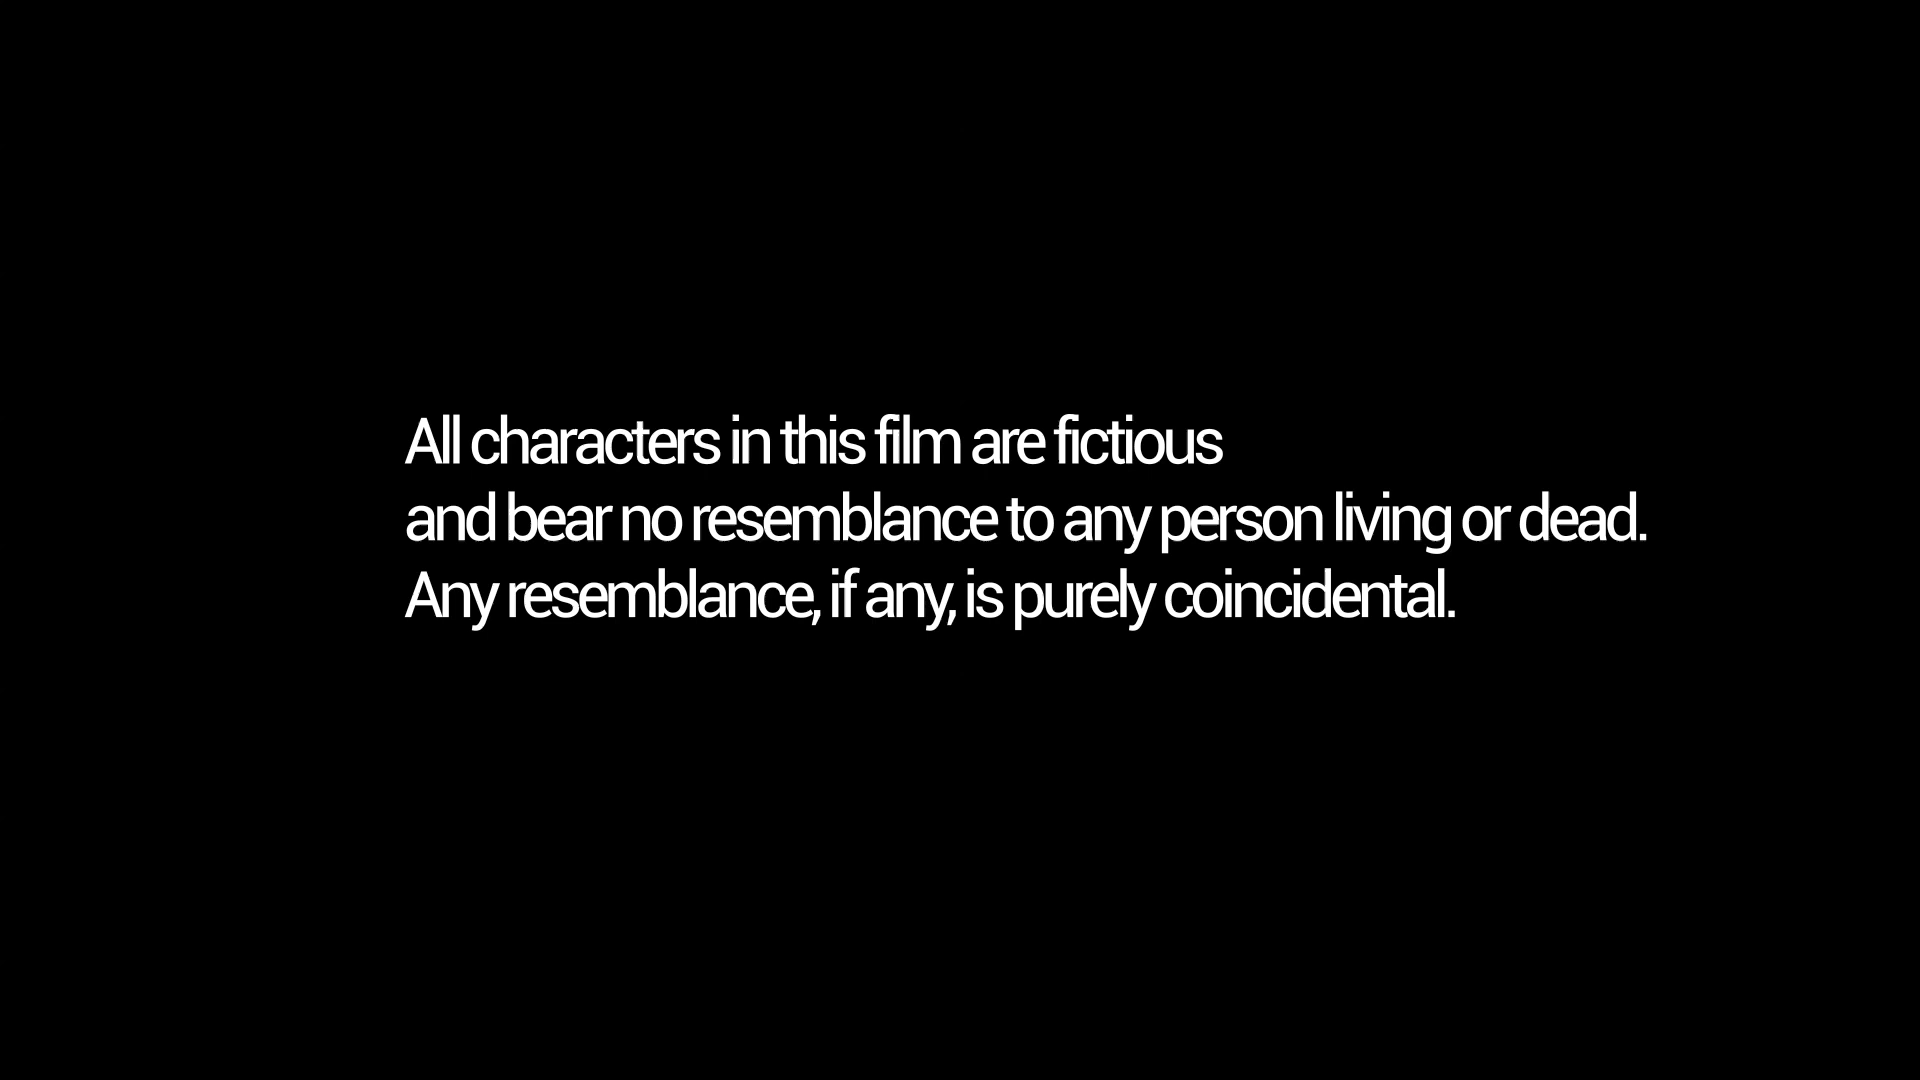 All characters in this film are fictious
and bear no resemblance to any person living or dead.
Any resemblance, if any, is purely coincidental.